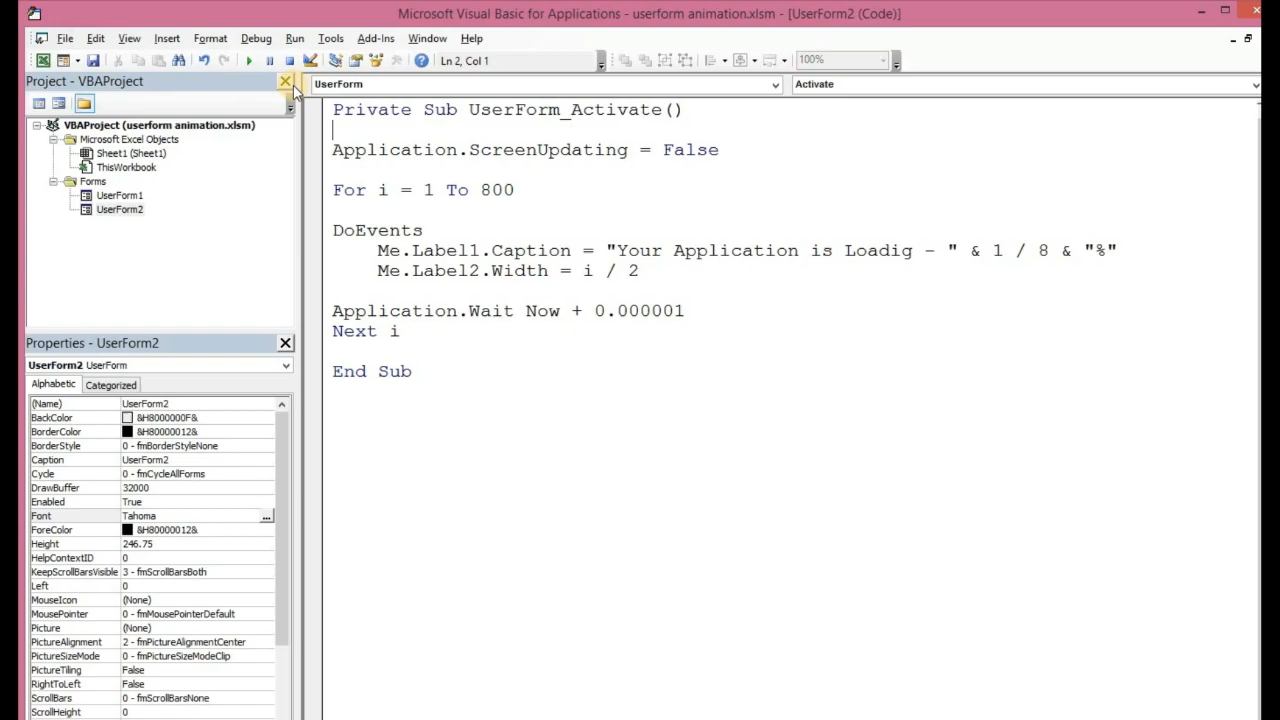 Microsoft Visual Basic for Applications - userform animation.xlsm - [UserForm2 (Code)]
File Edit View Insert Format Debug Run Tools Add-Ins Window Help
Ln 2, Col 1
100%
Project - VBAProject
VBAProject (userform animation.xlsm)
Microsoft Excel Objects
Sheet1 (Sheet1)
ThisWorkbook
Forms
UserForm1
UserForm2
Properties - UserForm2
UserForm2 UserForm
Alphabetic Categorized
(Name) UserForm2
BackColor &H8000000F&
BorderColor &H80000012&
BorderStyle 0 - fmBorderStyleNone
Caption UserForm2
Cycle 0 - fmCycleAllForms
DrawBuffer 32000
Enabled True
Font Tahoma ...
ForeColor &H80000012&
Height 246.75
HelpContextID 0
KeepScrollBarsVisible 3 - fmScrollBarsBoth
Left 0
MouseIcon (None)
MousePointer 0 - fmMousePointerDefault
Picture (None)
PictureAlignment 2 - fmPictureAlignmentCenter
PictureSizeMode 0 - fmPictureSizeModeClip
PictureTiling False
RightToLeft False
ScrollBars 0 - fmScrollBarsNone
ScrollHeight 0
UserForm Activate
Private Sub UserForm_Activate()
Application.ScreenUpdating = False
For i = 1 To 800
DoEvents
Me.Label1.Caption = "Your Application is Loadig - " & 1 / 8 & "%"
Me.Label2.Width = i / 2
Application.Wait Now + 0.000001
Next i
End Sub